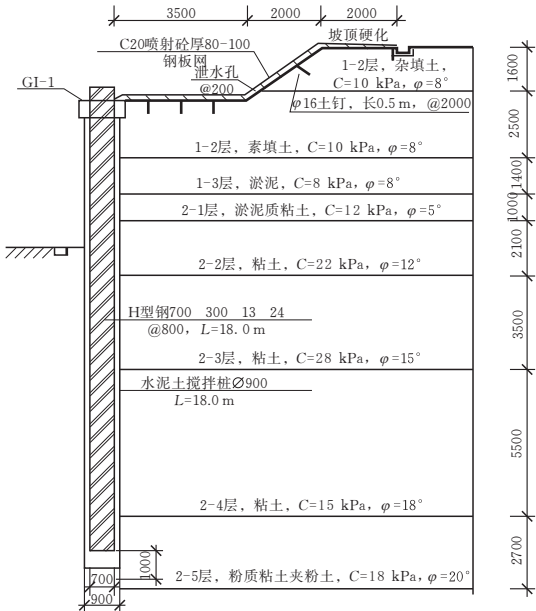 3500 2000 2000
坡顶硬化
C20喷射砼厚80-100
钢板网
泄水孔
@200
GI-1
1-2层，杂填土，
C=10 kPa，φ=8°
φ16土钉，长0.5 m，@2000
1-2层，素填土，C=10 kPa，φ=8°
1-3层，淤泥，C=8 kPa，φ=8°
2-1层，淤泥质粘土，C=12 kPa，φ=5°
2-2层，粘土，C=22 kPa，φ=12°
H型钢700 300 13 24
@800，L=18.0 m
2-3层，粘土，C=28 kPa，φ=15°
水泥土搅拌桩Ø900
L=18.0 m
2-4层，粘土，C=15 kPa，φ=18°
2-5层，粉质粘土夹粉土，C=18 kPa，φ=20°
1000
700
900
1600
2500
1400
1000
2100
3500
5500
2700